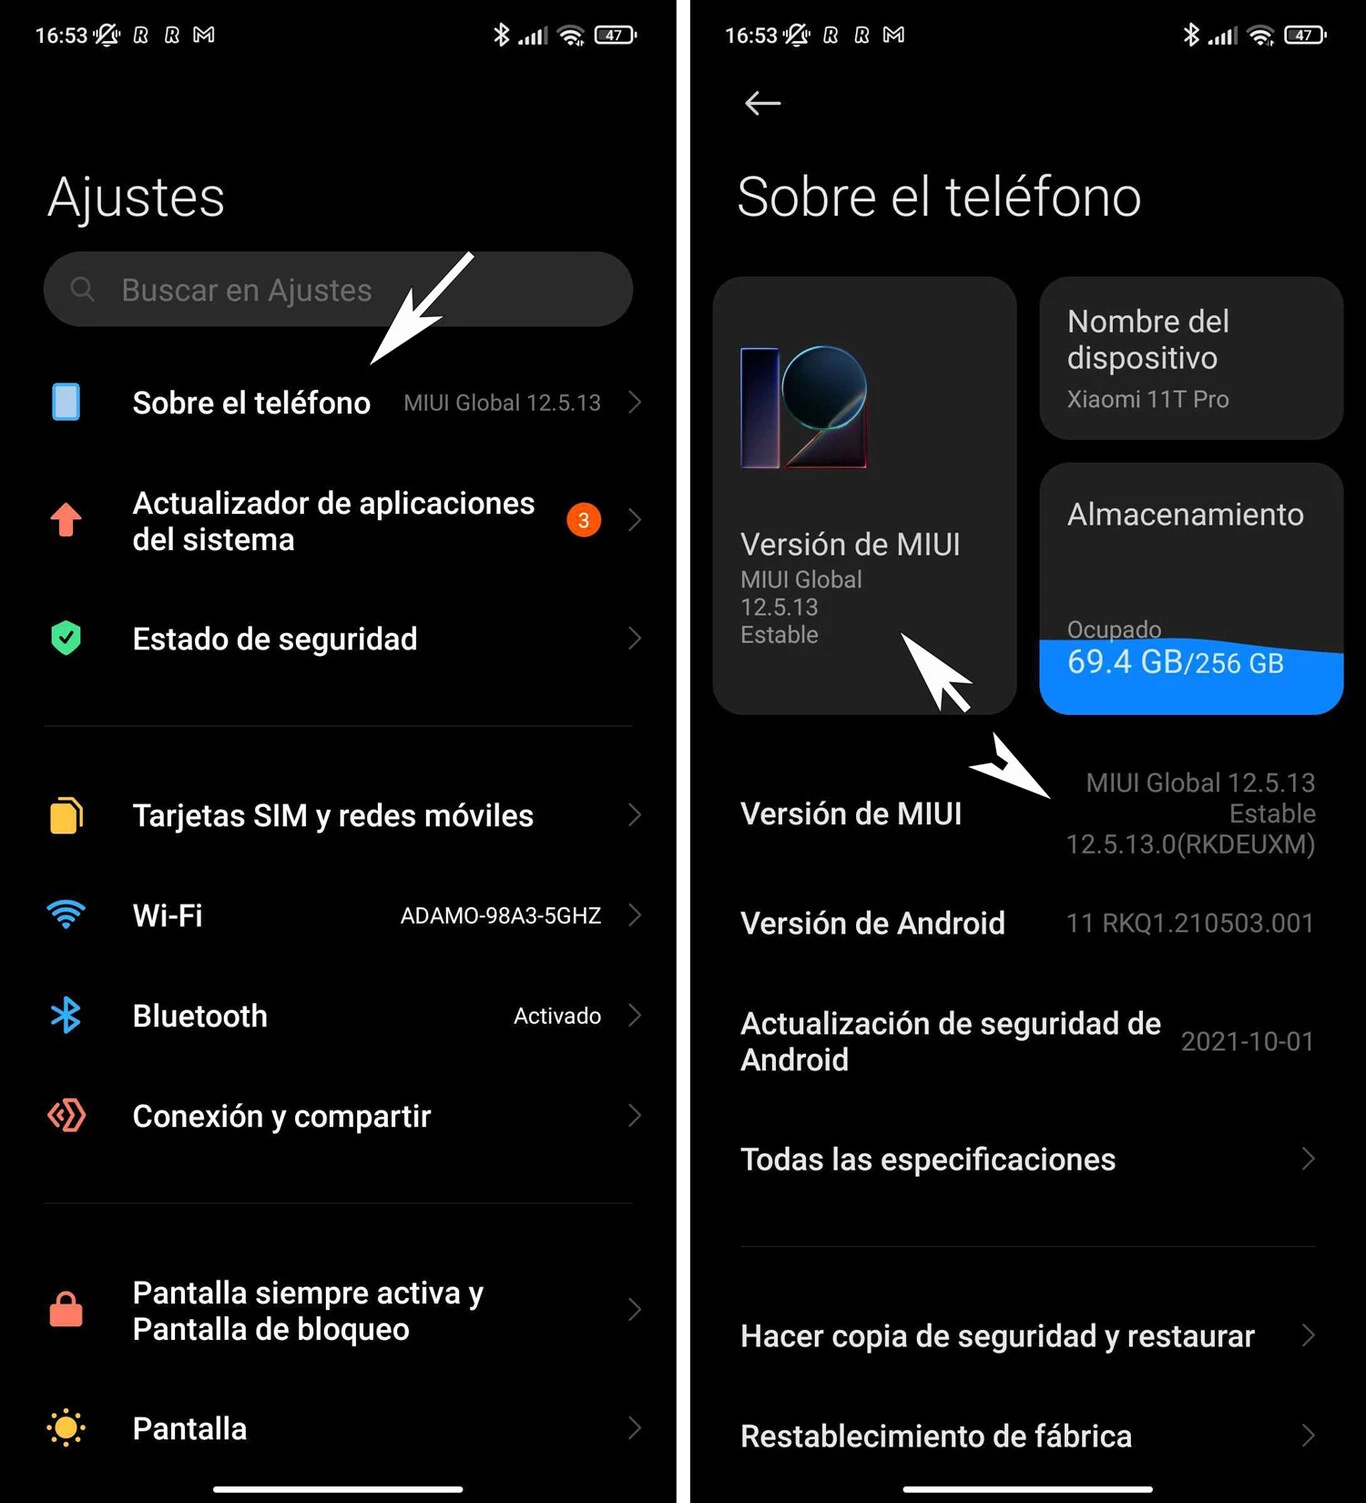 16:53
47
Ajustes
Buscar en Ajustes
Sobre el teléfono
MIUI Global 12.5.13
Actualizador de aplicaciones
del sistema
3
Estado de seguridad
Tarjetas SIM y redes móviles
Wi-Fi
ADAMO-98A3-5GHZ
Bluetooth
Activado
Conexión y compartir
Pantalla siempre activa y
Pantalla de bloqueo
Pantalla
16:53
47
Sobre el teléfono
12
Versión de MIUI
MIUI Global
12.5.13
Estable
Nombre del
dispositivo
Xiaomi 11T Pro
Almacenamiento
Ocupado
69.4 GB/256 GB
Versión de MIUI
MIUI Global 12.5.13
Estable
12.5.13.0(RKDEUXM)
Versión de Android
11 RKQ1.210503.001
Actualización de seguridad de
Android
2021-10-01
Todas las especificaciones
Hacer copia de seguridad y restaurar
Restablecimiento de fábrica